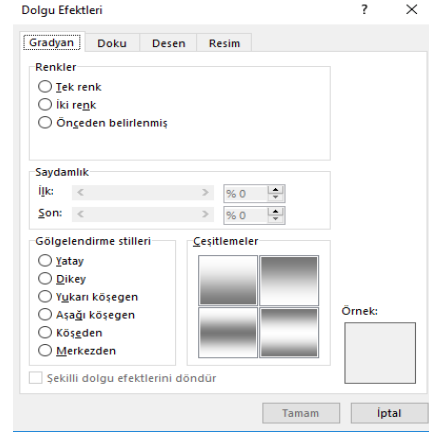 Dolgu Efektleri ? ×
Gradyan Doku Desen Resim
Renkler
Tek renk
İki renk
Önceden belirlenmiş
Saydamlık
İlk: < > % 0
Son: < > % 0
Gölgelendirme stilleri
Yatay
Dikey
Yukarı köşegen
Aşağı köşegen
Köşeden
Merkezden
Çeşitlemeler
Örnek:
Şekilli dolgu efektlerini döndür
Tamam İptal